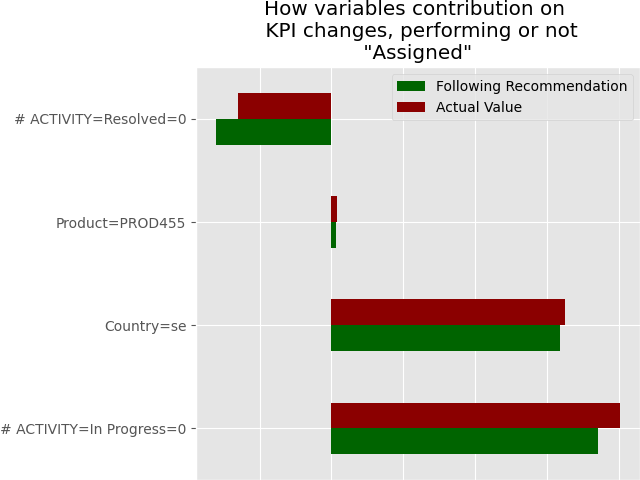 How variables contribution on
KPI changes, performing or not
"Assigned"
Following Recommendation
Actual Value
# ACTIVITY=Resolved=0
Product=PROD455
Country=se
# ACTIVITY=In Progress=0